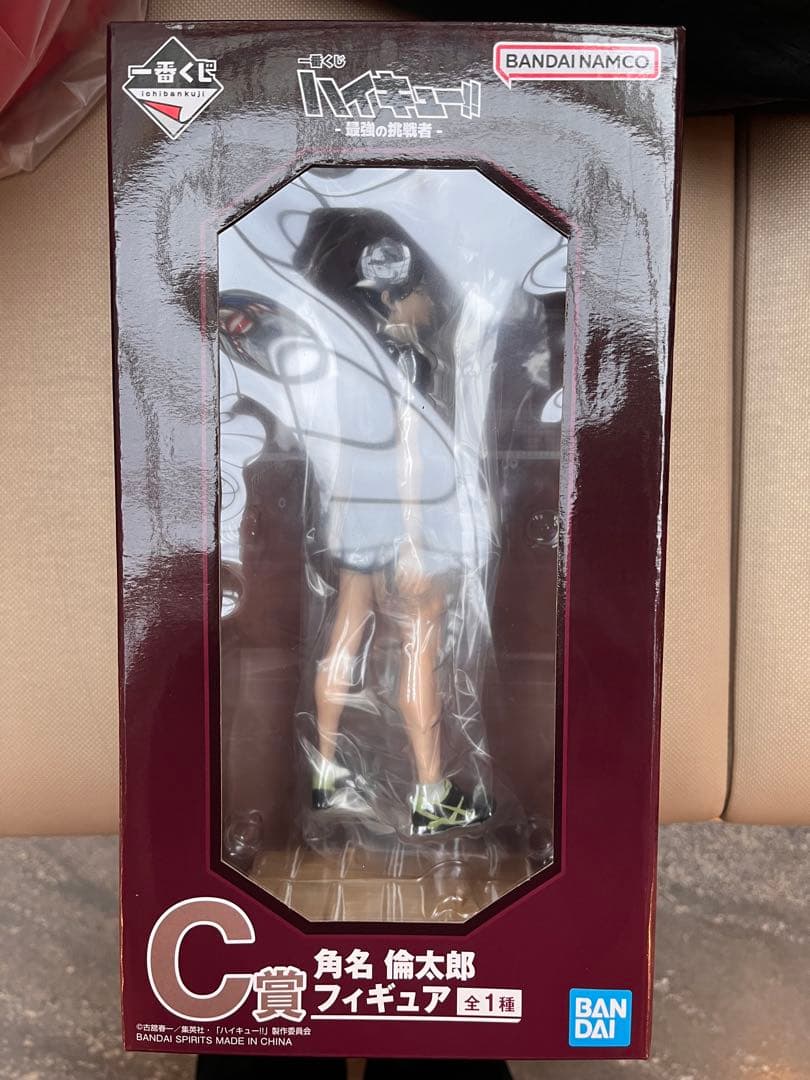 一番くじ
ichibankuji
一番くじ
ハイキュー!!
- 最強の挑戦者 -
BANDAI NAMCO
C賞
角名 倫太郎
フィギュア 全1種
©古舘春一／集英社・「ハイキュー!!」製作委員会
BANDAI SPIRITS MADE IN CHINA
BAN
DAI